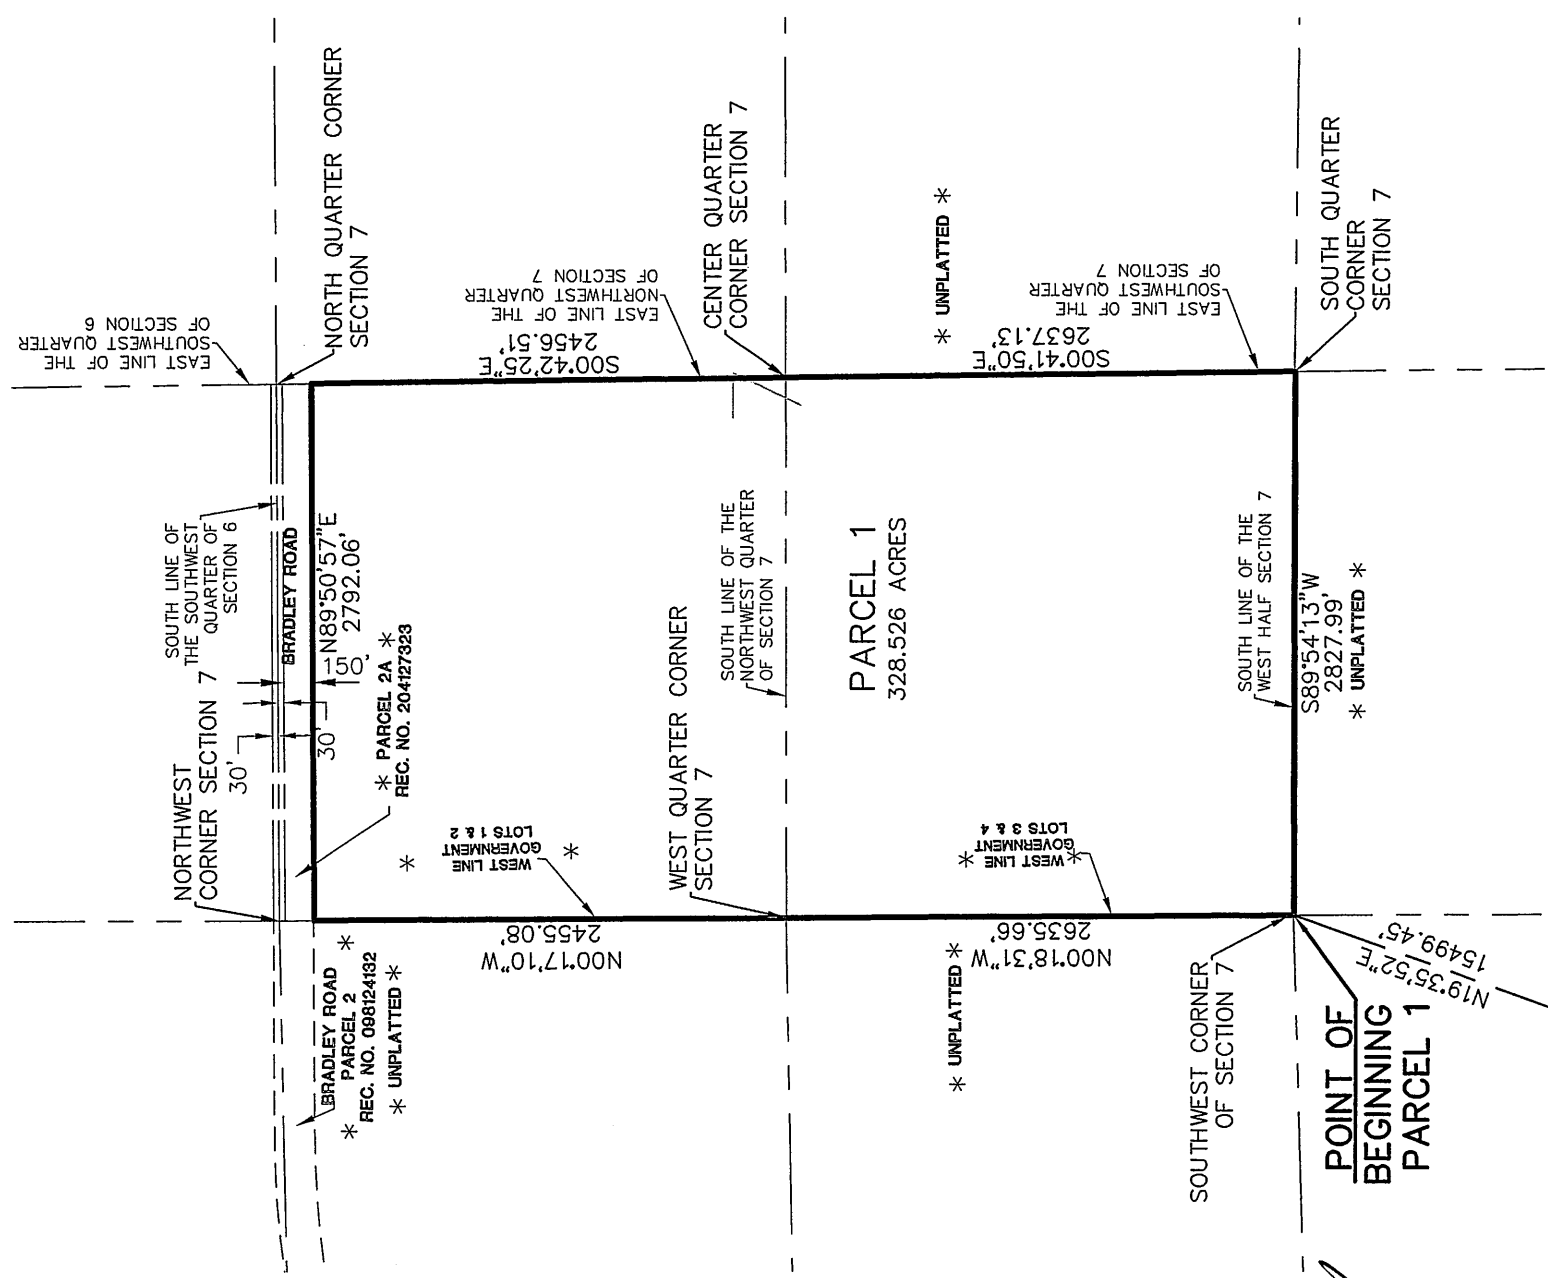 EAST LINE OF THE
SOUTHWEST QUARTER
OF SECTION 6
NORTH QUARTER CORNER
SECTION 7
SOUTH LINE OF
THE SOUTHWEST
QUARTER OF
SECTION 6
BRADLEY ROAD
N89°50'57"E
2792.06'
150'
NORTHWEST
CORNER SECTION 7
30'
30'
* PARCEL 2A *
REC. NO. 204127323
BRADLEY ROAD
PARCEL 2
* REC. NO. 098124132 *
* UNPLATTED *
WEST LINE
GOVERNMENT
LOTS 1 & 2
* *
N00°17'10"W
2455.08'
S00°42'25"E
2456.51'
EAST LINE OF THE
NORTHWEST QUARTER
OF SECTION 7
CENTER QUARTER
CORNER SECTION 7
WEST QUARTER CORNER
SECTION 7
SOUTH LINE OF THE
NORTHWEST QUARTER
OF SECTION 7
PARCEL 1
328.526 ACRES
* UNPLATTED *
S00°41'50"E
2637.13'
EAST LINE OF THE
SOUTHWEST QUARTER
OF SECTION 7
* UNPLATTED *
WEST LINE
GOVERNMENT
LOTS 3 & 4
* *
N00°18'31"W
2635.66'
SOUTH LINE OF THE
WEST HALF SECTION 7
S89°54'13"W
2827.99'
* UNPLATTED *
SOUTH QUARTER
CORNER
SECTION 7
SOUTHWEST CORNER
OF SECTION 7
N19°35'52"E
15499.45'
POINT OF
BEGINNING
PARCEL 1